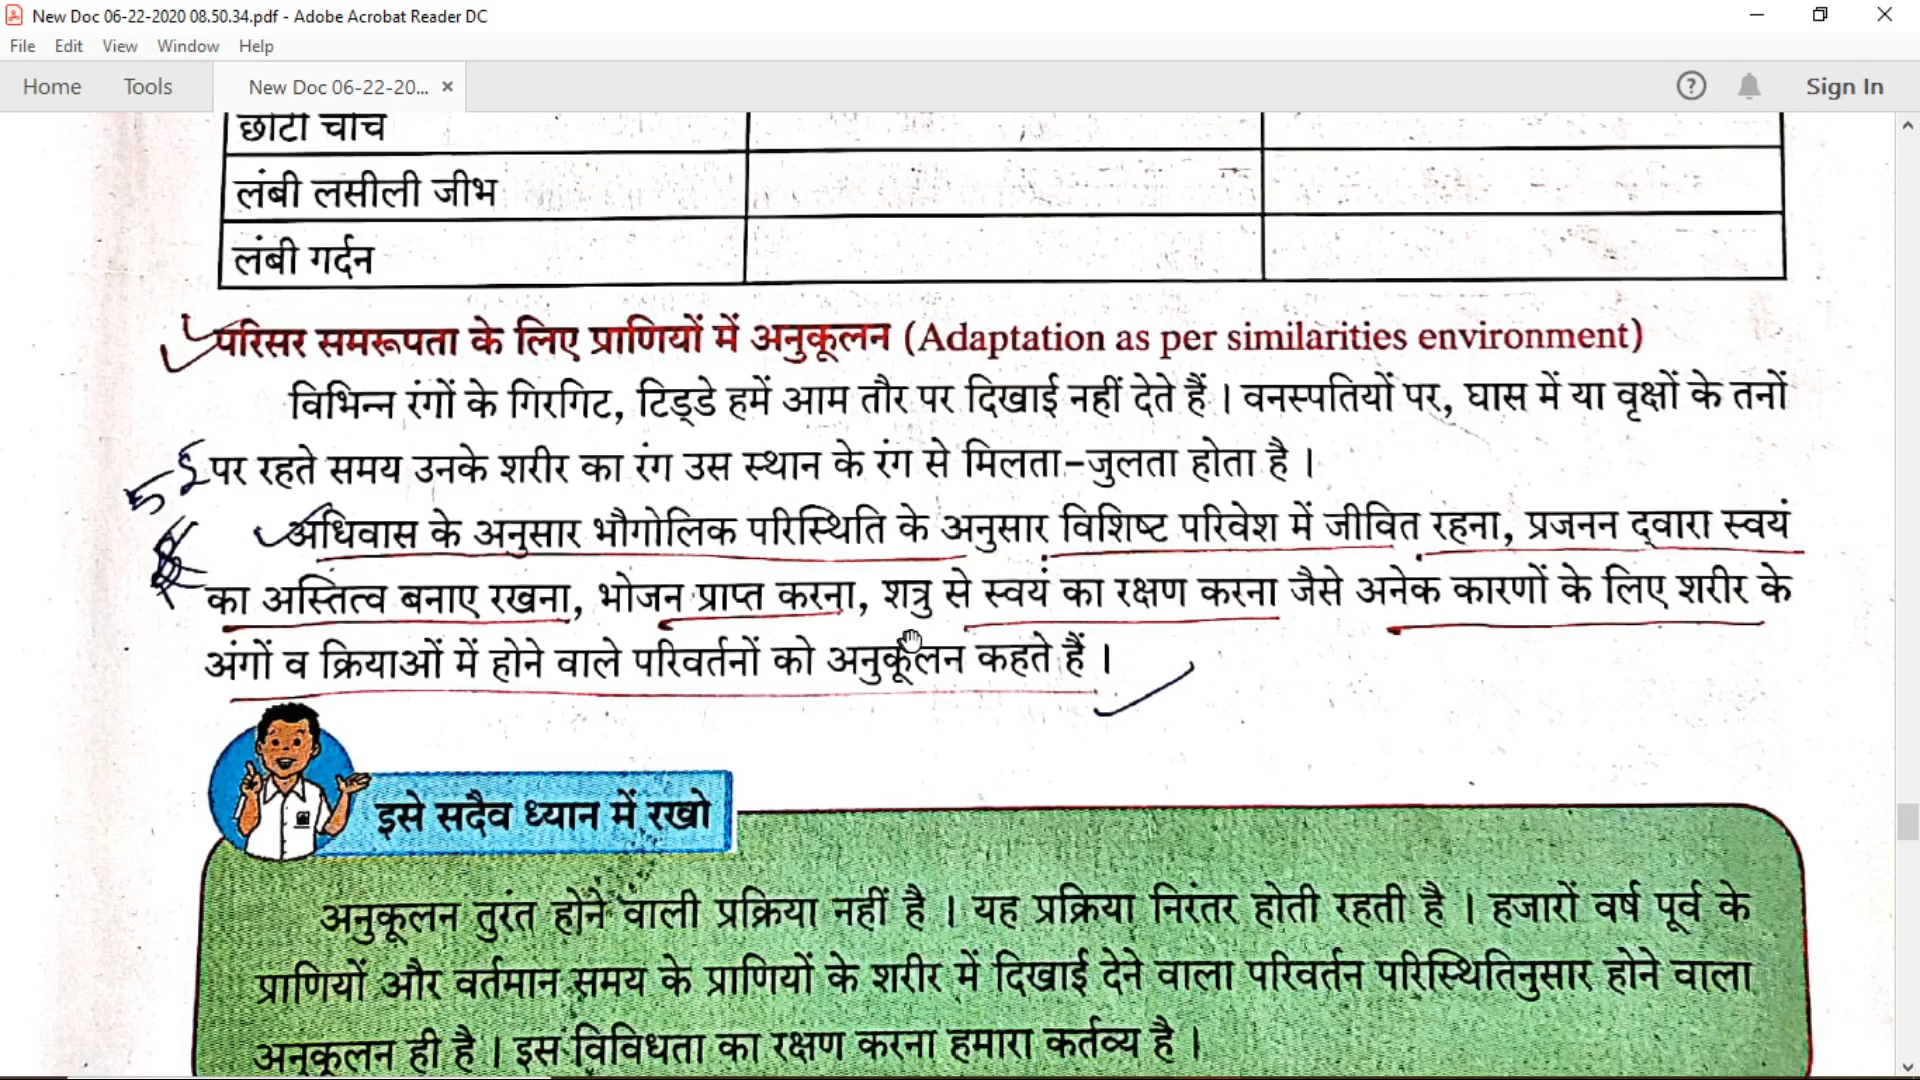 New Doc 06-22-2020 08.50.34.pdf - Adobe Acrobat Reader DC
File Edit View Window Help
Home Tools New Doc 06-22-20... × Sign In
छोटी चोंच
लंबी लसीली जीभ
लंबी गर्दन
परिसर समरूपता के लिए प्राणियों में अनुकूलन (Adaptation as per similarities environment)
विभिन्न रंगों के गिरगिट, टिड्डे हमें आम तौर पर दिखाई नहीं देते हैं । वनस्पतियों पर, घास में या वृक्षों के तनों
पर रहते समय उनके शरीर का रंग उस स्थान के रंग से मिलता-जुलता होता है ।
अधिवास के अनुसार भौगोलिक परिस्थिति के अनुसार विशिष्ट परिवेश में जीवित रहना, प्रजनन द्वारा स्वयं
का अस्तित्व बनाए रखना, भोजन प्राप्त करना, शत्रु से स्वयं का रक्षण करना जैसे अनेक कारणों के लिए शरीर के
अंगों व क्रियाओं में होने वाले परिवर्तनों को अनुकूलन कहते हैं ।
इसे सदैव ध्यान में रखो
अनुकूलन तुरंत होने वाली प्रक्रिया नहीं है । यह प्रक्रिया निरंतर होती रहती है । हजारों वर्ष पूर्व के
प्राणियों और वर्तमान समय के प्राणियों के शरीर में दिखाई देने वाला परिवर्तन परिस्थितिनुसार होने वाला
अनुकूलन ही है । इस विविधता का रक्षण करना हमारा कर्तव्य है ।